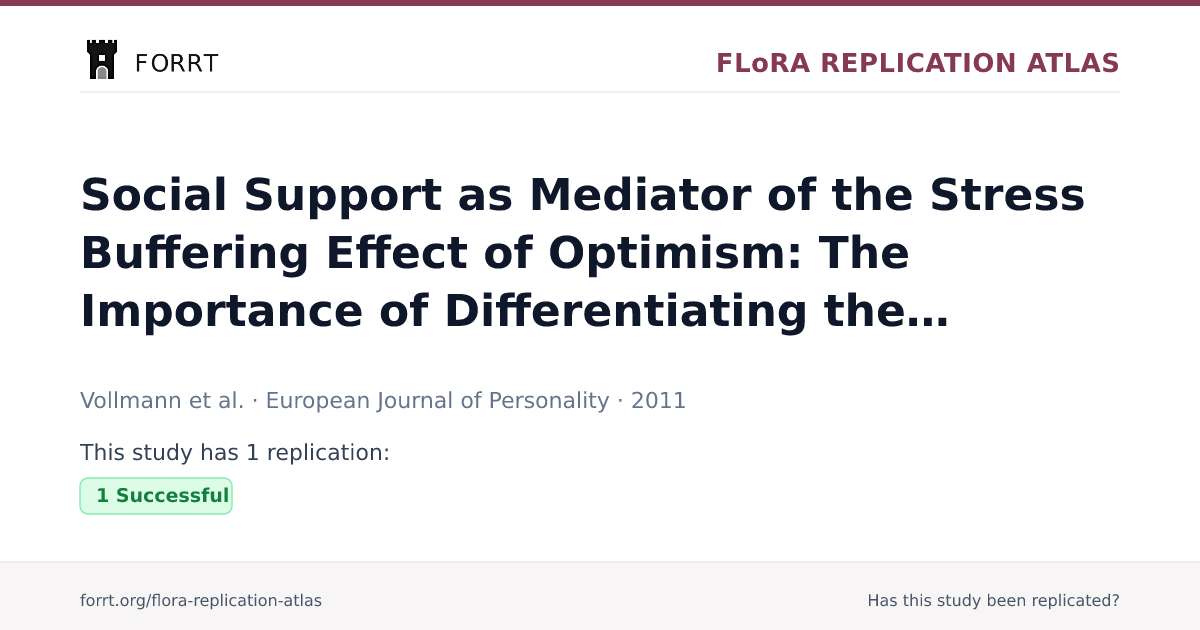 FORRT
FLoRA REPLICATION ATLAS
Social Support as Mediator of the Stress
Buffering Effect of Optimism: The
Importance of Differentiating the…
Vollmann et al. · European Journal of Personality · 2011
This study has 1 replication:
1 Successful
forrt.org/flora-replication-atlas
Has this study been replicated?